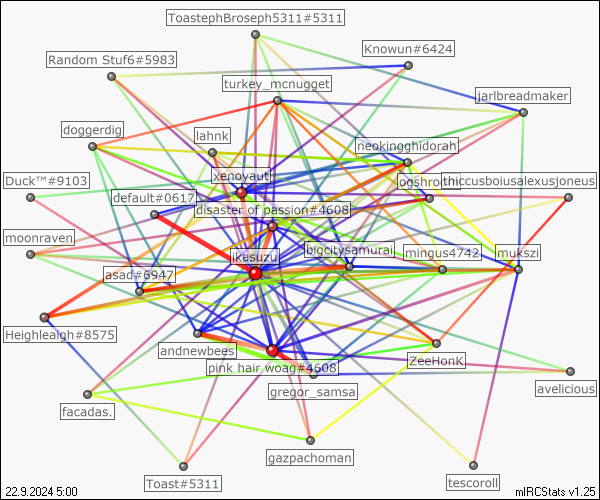 ToastephBroseph5311#5311
Knowun#6424
Random Stuf6#5983
turkey_mcnugget
jarlbreadmaker
doggerdig
lahnk
neokingghidorah
xenoyaut
Duck™#9103
thiccusboiusalexusjoneus
default#0617
disaster of passion#4608
moonraven
bigcitysamurai
mingus4742
mukszi
ikasuzu
asad#6947
Heighleaigh#8575
andnewbees
pink hair woag#4608
ZeeHonK
gregor_samsa
avelicious
facadas.
gazpachoman
Toast#5311
tescoroll
22.9.2024 5:00
mIRCStats v1.25